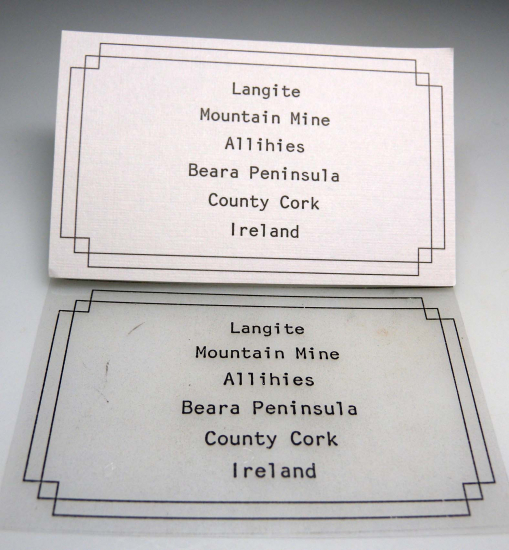 Langite
Mountain Mine
Allihies
Beara Peninsula
County Cork
Ireland
Langite
Mountain Mine
Allihies
Beara Peninsula
County Cork
Ireland